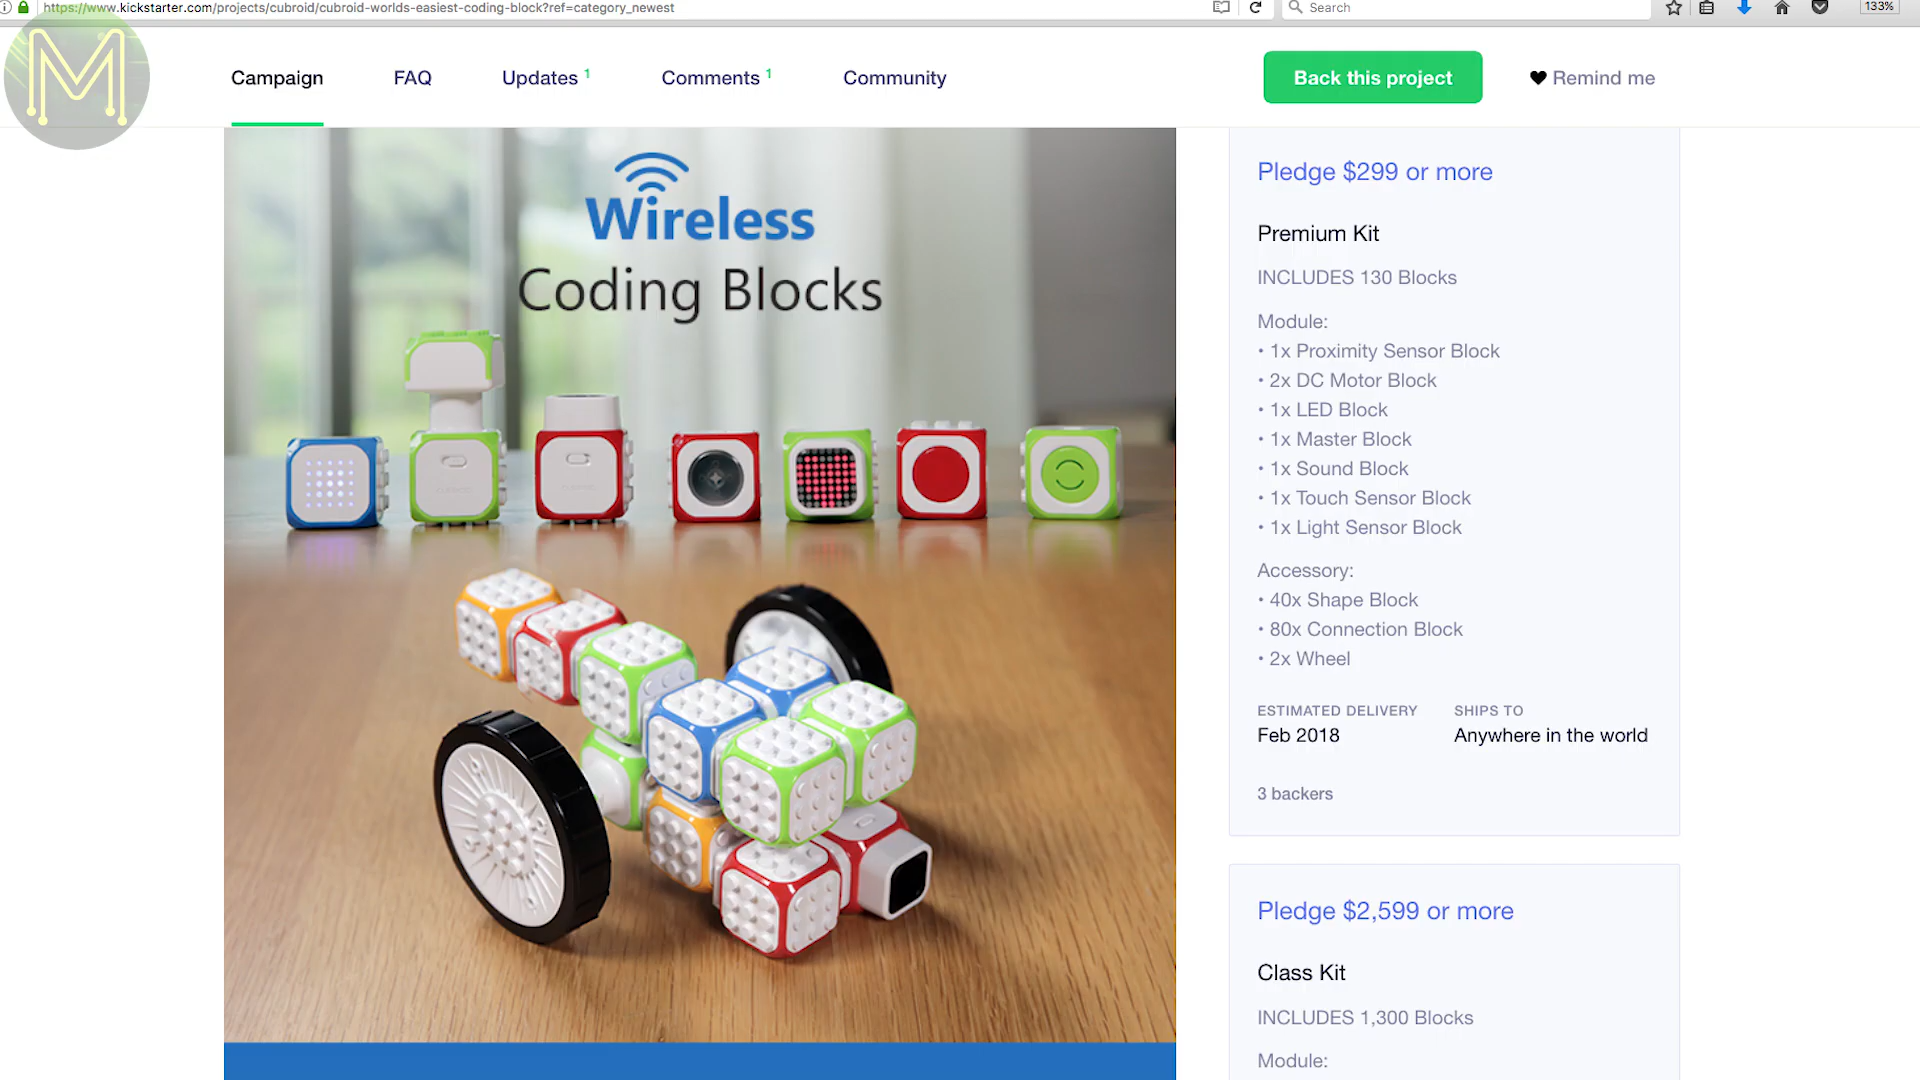 https://www.kickstarter.com/projects/cubroid/cubroid-worlds-easiest-coding-block?ref=category_newest
Search
133%
M
Campaign
FAQ
Updates 1
Comments 1
Community
Back this project
Remind me
Wireless
Coding Blocks
Pledge $299 or more
Premium Kit
INCLUDES 130 Blocks
Module:
• 1x Proximity Sensor Block
• 2x DC Motor Block
• 1x LED Block
• 1x Master Block
• 1x Sound Block
• 1x Touch Sensor Block
• 1x Light Sensor Block
Accessory:
• 40x Shape Block
• 80x Connection Block
• 2x Wheel
ESTIMATED DELIVERY
Feb 2018
SHIPS TO
Anywhere in the world
3 backers
Pledge $2,599 or more
Class Kit
INCLUDES 1,300 Blocks
Module: